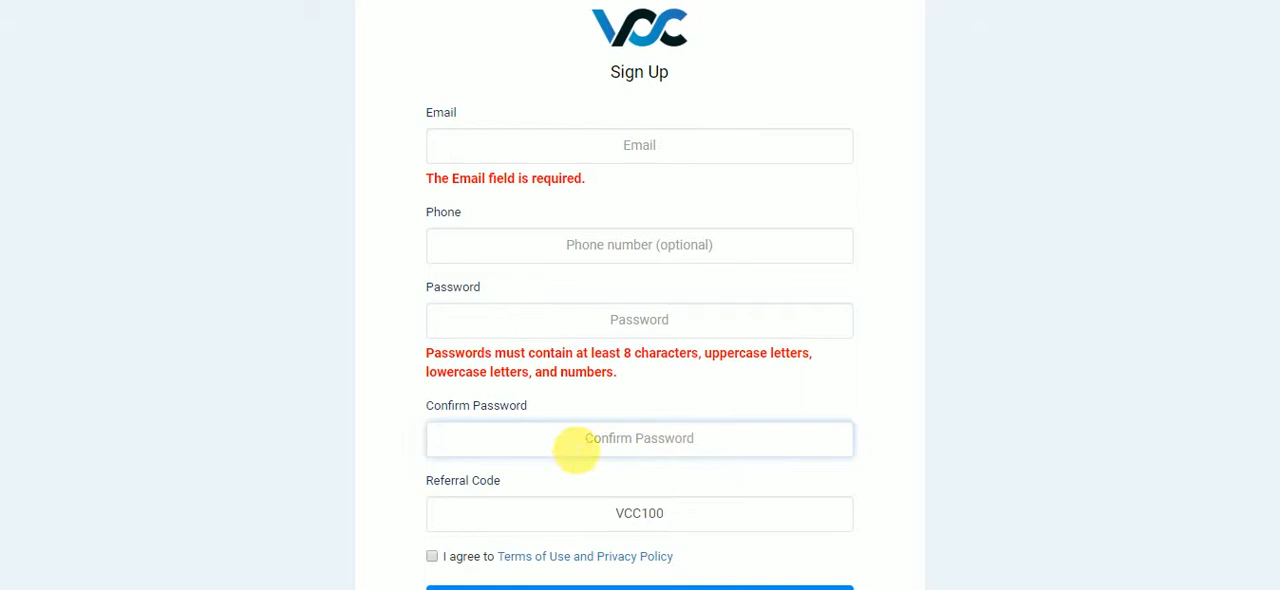 VCC
Sign Up
Email
Email
The Email field is required.
Phone
Phone number (optional)
Password
Password
Passwords must contain at least 8 characters, uppercase letters,
lowercase letters, and numbers.
Confirm Password
Confirm Password
Referral Code
VCC100
I agree to Terms of Use and Privacy Policy